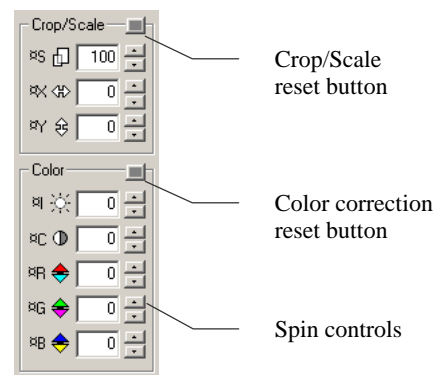 Crop/Scale
¤S 100
¤X 0
¤Y 0
Crop/Scale
reset button
Color
¤I 0
¤C 0
¤R 0
¤G 0
¤B 0
Color correction
reset button
Spin controls